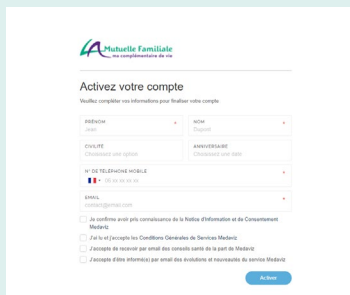 Mutuelle Familiale
ma complémentaire de vie
Activez votre compte
Veuillez compléter vos informations pour finaliser votre compte
PRÉNOM *
Jean
NOM *
Dupont
CIVILITÉ
Choisissez une option
ANNIVERSAIRE
Choisissez une date
N° DE TÉLÉPHONE MOBILE *
00 xx xx xx xx
EMAIL *
contact@gmail.com
Je confirme avoir pris connaissance de la Notice d'Information et de Consentement
Medaviz
J'ai lu et j'accepte les Conditions Générales de Services Medaviz
J'accepte de recevoir par email des conseils santé de la part de Medaviz
J'accepte d'être informé(e) par email des évolutions et nouveautés du service Medaviz
Activer